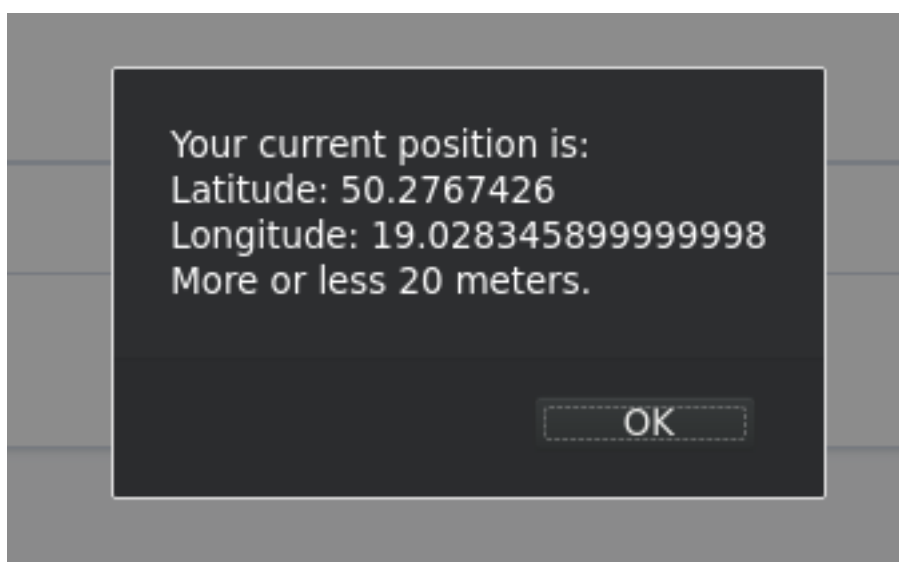 Your current position is:
Latitude: 50.2767426
Longitude: 19.028345899999998
More or less 20 meters.
OK